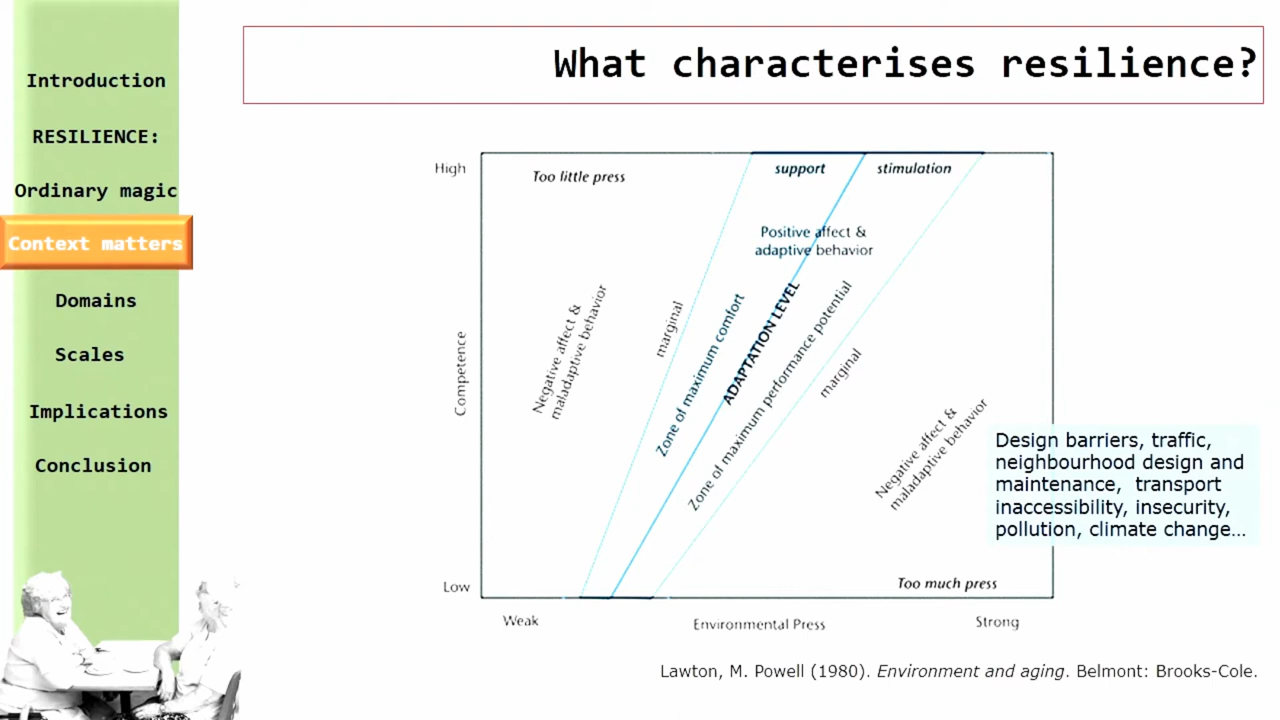 What characterises resilience?
Introduction
RESILIENCE:
Ordinary magic
Context matters
Domains
Scales
Implications
Conclusion
High
Too little press
support
stimulation
Positive affect &
adaptive behavior
Negative affect &
maladaptive behavior
marginal
Zone of maximum comfort
ADAPTATION LEVEL
Zone of maximum performance potential
marginal
Negative affect &
maladaptive behavior
Competence
Design barriers, traffic,
neighbourhood design and
maintenance, transport
inaccessibility, insecurity,
pollution, climate change…
Low
Too much press
Weak
Environmental Press
Strong
Lawton, M. Powell (1980). Environment and aging. Belmont: Brooks-Cole.